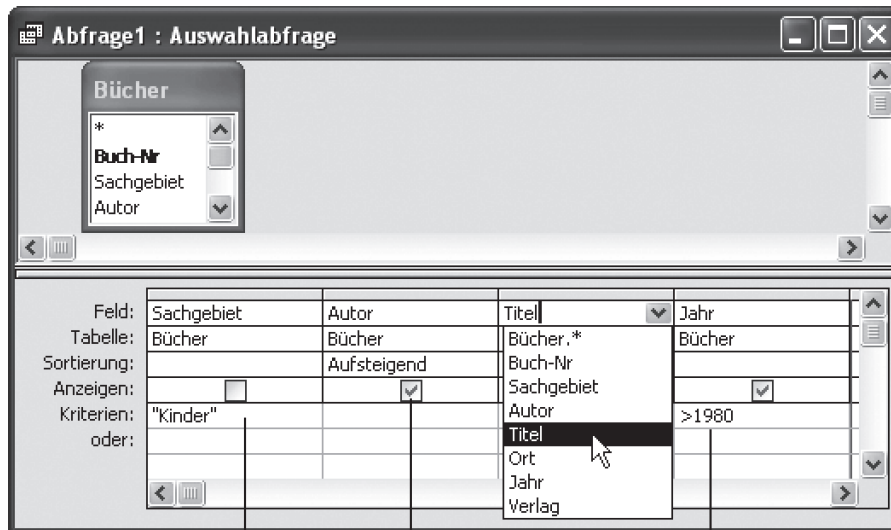 Abfrage1 : Auswahlabfrage
Bücher
*
Buch-Nr
Sachgebiet
Autor
Feld: Sachgebiet Autor Titel Jahr
Tabelle: Bücher Bücher Bücher.* Bücher
Sortierung: Aufsteigend Buch-Nr
Anzeigen: Sachgebiet
Kriterien: "Kinder" Autor >1980
oder: Titel
Ort
Jahr
Verlag